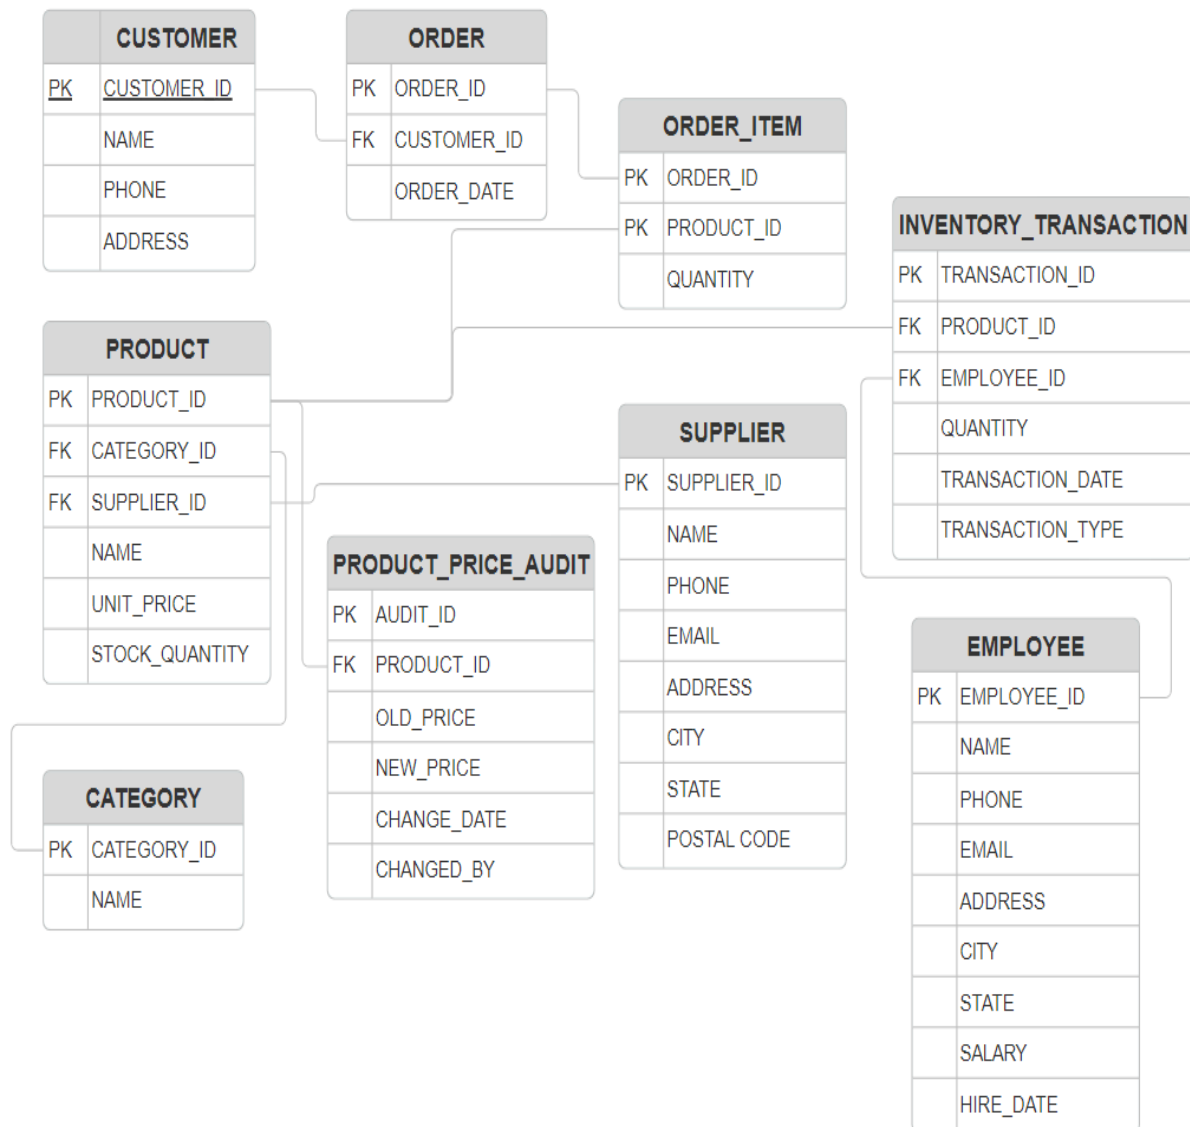 CUSTOMER
PK CUSTOMER_ID
NAME
PHONE
ADDRESS
ORDER
PK ORDER_ID
FK CUSTOMER_ID
ORDER_DATE
ORDER_ITEM
PK ORDER_ID
PK PRODUCT_ID
QUANTITY
INVENTORY_TRANSACTION
PK TRANSACTION_ID
FK PRODUCT_ID
FK EMPLOYEE_ID
QUANTITY
TRANSACTION_DATE
TRANSACTION_TYPE
PRODUCT
PK PRODUCT_ID
FK CATEGORY_ID
FK SUPPLIER_ID
NAME
UNIT_PRICE
STOCK_QUANTITY
PRODUCT_PRICE_AUDIT
PK AUDIT_ID
FK PRODUCT_ID
OLD_PRICE
NEW_PRICE
CHANGE_DATE
CHANGED_BY
SUPPLIER
PK SUPPLIER_ID
NAME
PHONE
EMAIL
ADDRESS
CITY
STATE
POSTAL CODE
EMPLOYEE
PK EMPLOYEE_ID
NAME
PHONE
EMAIL
ADDRESS
CITY
STATE
SALARY
HIRE_DATE
CATEGORY
PK CATEGORY_ID
NAME